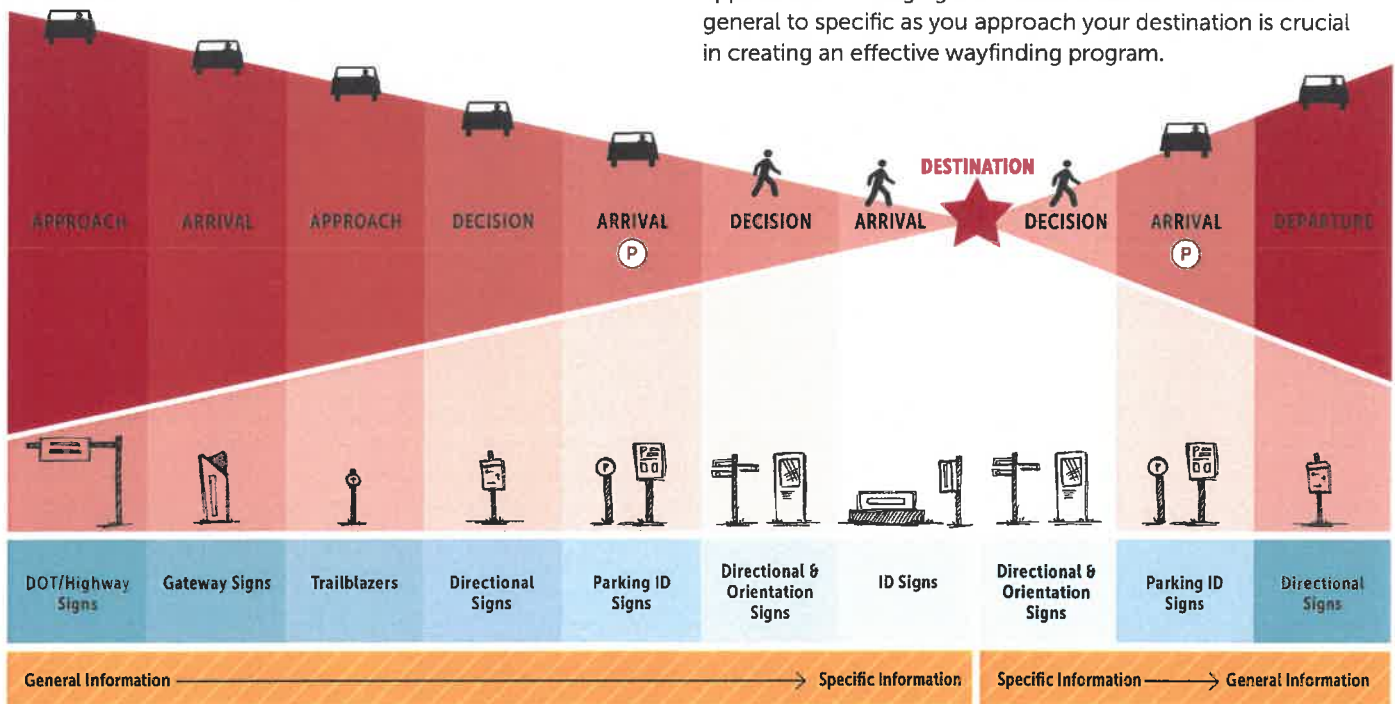 general to specific as you approach your destination is crucial
in creating an effective wayfinding program.
DESTINATION
APPROACH
ARRIVAL
APPROACH
DECISION
ARRIVAL
P
DECISION
ARRIVAL
DECISION
ARRIVAL
P
DEPARTURE
P
P
DOT/Highway
Signs
Gateway Signs
Trailblazers
Directional
Signs
Parking ID
Signs
Directional &
Orientation
Signs
ID Signs
Directional &
Orientation
Signs
Parking ID
Signs
Directional
Signs
General Information
Specific Information
Specific Information
General Information